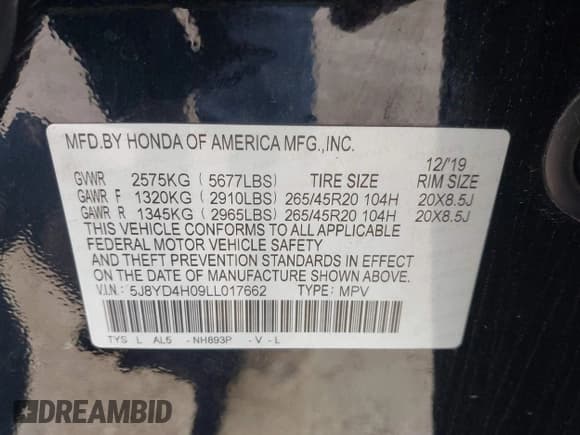 MFD.BY HONDA OF AMERICA MFG.,INC.
12/'19
GVWR 2575KG ( 5677LBS) TIRE SIZE RIM SIZE
GAWR F 1320KG ( 2910LBS) 265/45R20 104H 20X8.5J
GAWR R 1345KG ( 2965LBS) 265/45R20 104H 20X8.5J
THIS VEHICLE CONFORMS TO ALL APPLICABLE
FEDERAL MOTOR VEHICLE SAFETY
AND THEFT PREVENTION STANDARDS IN EFFECT
ON THE DATE OF MANUFACTURE SHOWN ABOVE.
V.I.N.: 5J8YD4H09LL017662 TYPE: MPV
TYS L AL5 - NH893P - V - L
DREAMBID